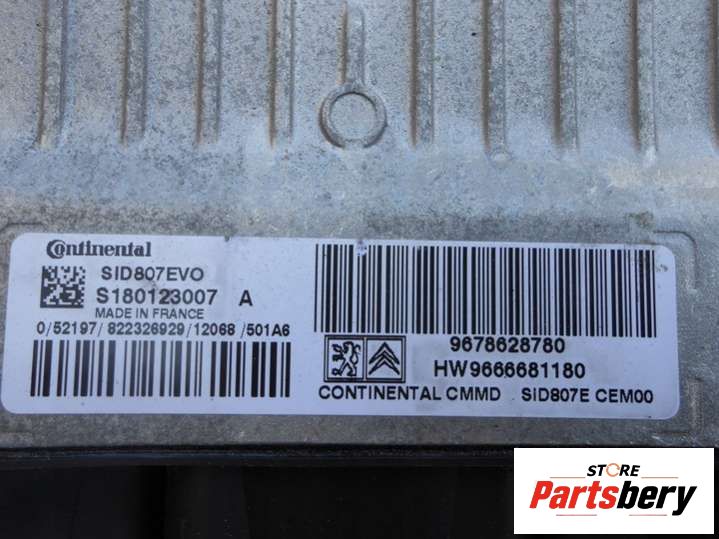 Continental
SID807EVO
S180123007 A
MADE IN FRANCE
0/52197/822326929/12068/501A6
9678628780
HW9666681180
CONTINENTAL CMMD SID807E CEM00
STORE
Partsbery